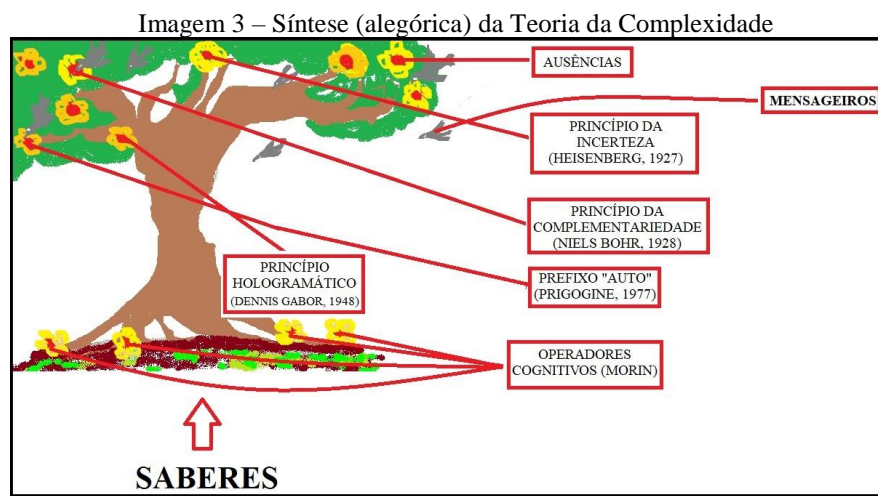 Imagem 3 – Síntese (alegórica) da Teoria da Complexidade
AUSÊNCIAS
MENSAGEIROS
PRINCÍPIO DA
INCERTEZA
(HEISENBERG, 1927)
PRINCÍPIO DA
COMPLEMENTARIEDADE
(NIELS BOHR, 1928)
PRINCÍPIO
HOLOGRAMÁTICO
(DENNIS GABOR, 1948)
PREFIXO "AUTO"
(PRIGOGINE, 1977)
OPERADORES
COGNITIVOS (MORIN)
SABERES